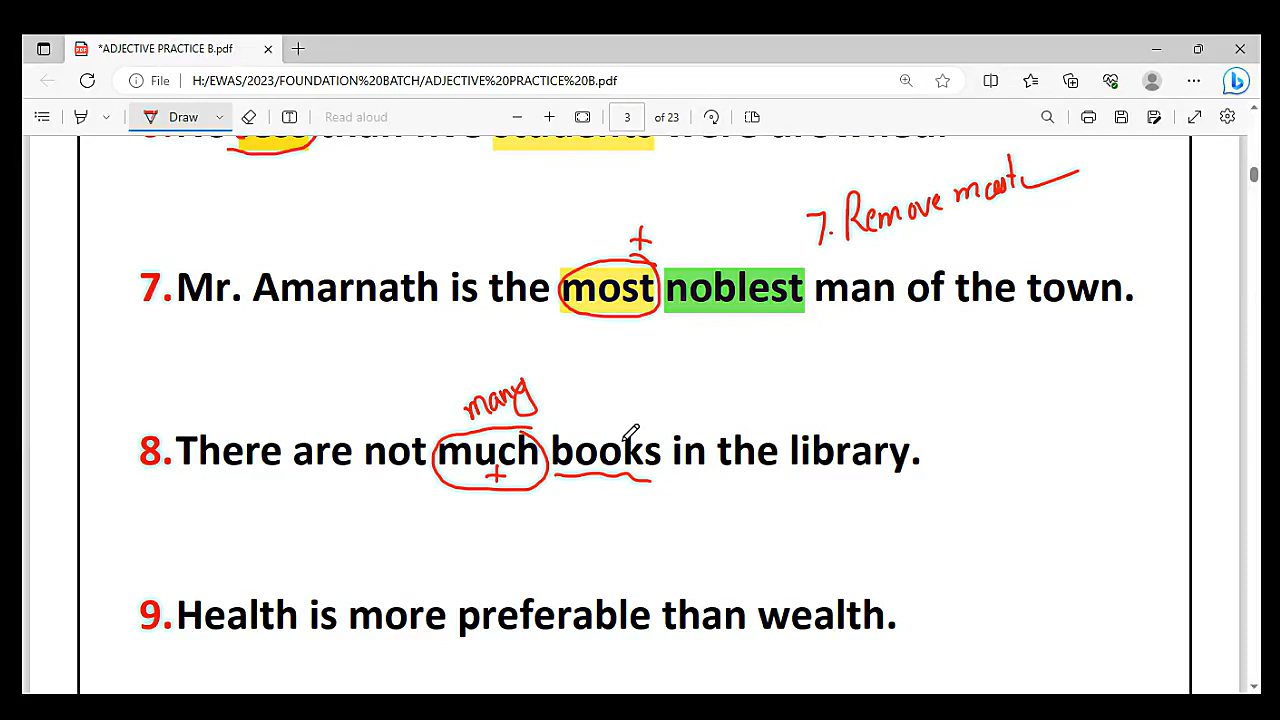 *ADJECTIVE PRACTICE B.pdf
File H:/EWAS/2023/FOUNDATION%20BATCH/ADJECTIVE%20PRACTICE%20B.pdf
Draw Read aloud 3 of 23
7. Remove most
7. Mr. Amarnath is the most noblest man of the town.
many
8. There are not much books in the library.
9. Health is more preferable than wealth.